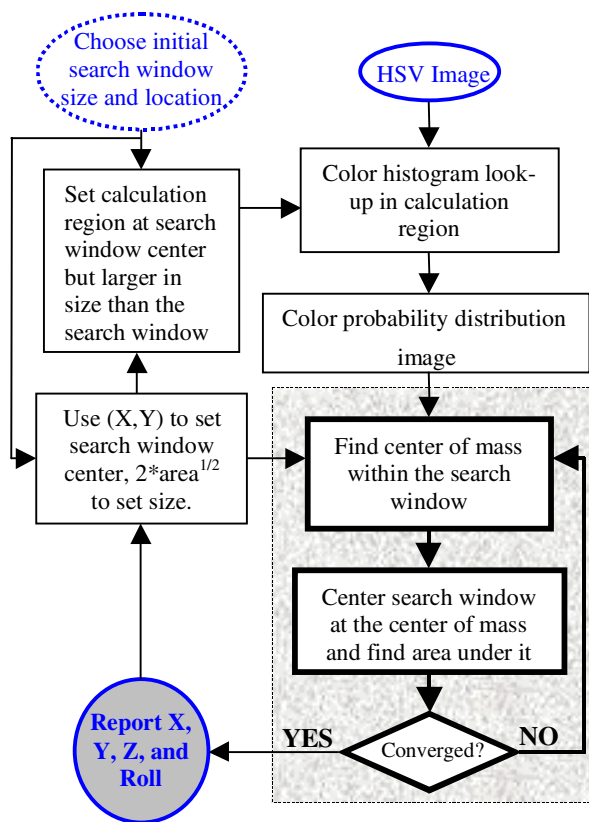 Choose initial
search window
size and location
HSV Image
Set calculation
region at search
window center
but larger in
size than the
search window
Color histogram look-
up in calculation
region
Color probability distribution
image
Use (X,Y) to set
search window
center, 2*area1/2
to set size.
Find center of mass
within the search
window
Center search window
at the center of mass
and find area under it
Report X,
Y, Z, and
Roll
YES
Converged?
NO